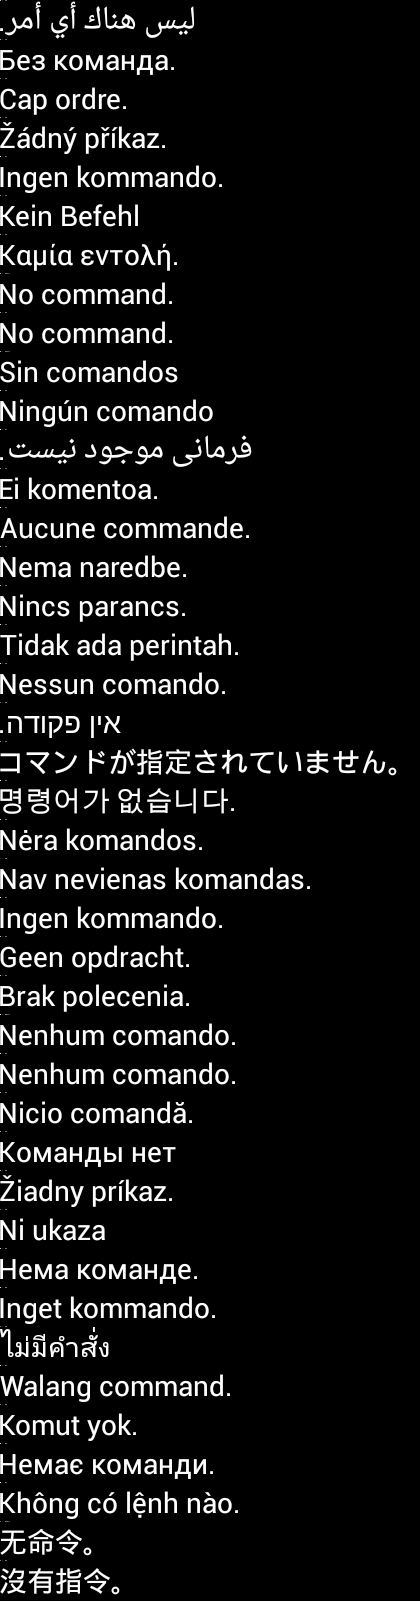 ليس هناك أي أمر.
Без команда.
Cap ordre.
Žádný příkaz.
Ingen kommando.
Kein Befehl
Καμία εντολή.
No command.
No command.
Sin comandos
Ningún comando
فرمانی موجود نیست.
Ei komentoa.
Aucune commande.
Nema naredbe.
Nincs parancs.
Tidak ada perintah.
Nessun comando.
אין פקודה.
コマンドが指定されていません。
명령어가 없습니다.
Nėra komandos.
Nav nevienas komandas.
Ingen kommando.
Geen opdracht.
Brak polecenia.
Nenhum comando.
Nenhum comando.
Nicio comandă.
Команды нет
Žiadny príkaz.
Ni ukaza
Нема команде.
Inget kommando.
ไม่มีคำสั่ง
Walang command.
Komut yok.
Немає команди.
Không có lệnh nào.
无命令。
沒有指令。